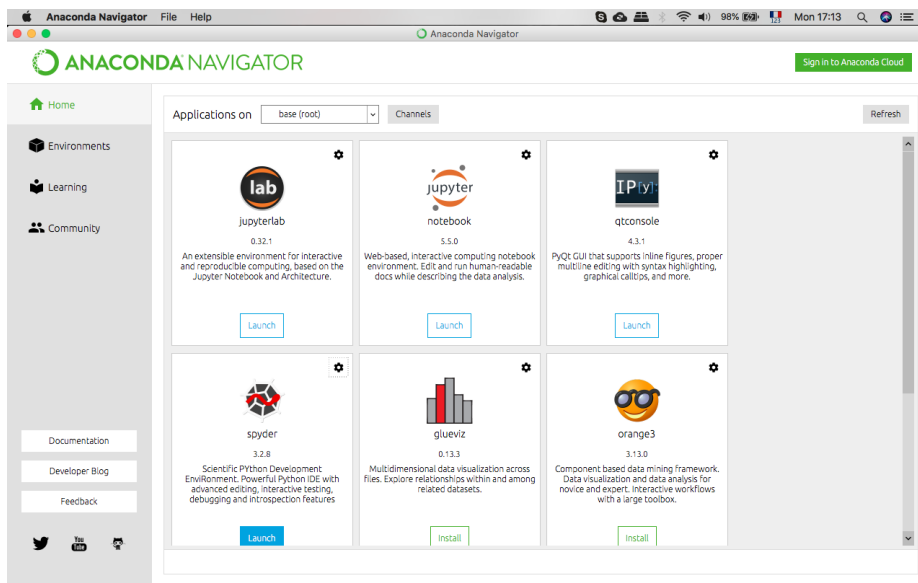 Anaconda Navigator File Help 98% 123 Mon 17:13
Anaconda Navigator
ANACONDA NAVIGATOR
Sign in to Anaconda Cloud
Home
Environments
Learning
Community
Documentation
Developer Blog
Feedback
You
Tube
Applications on base (root) Channels Refresh
lab
jupyterlab
0.32.1
An extensible environment for interactive
and reproducible computing, based on the
Jupyter Notebook and Architecture.
Launch
jupyter
notebook
5.5.0
Web-based, interactive computing notebook
environment. Edit and run human-readable
docs while describing the data analysis.
Launch
IP[y]:
qtconsole
4.3.1
PyQt GUI that supports inline figures, proper
multiline editing with syntax highlighting,
graphical calltips, and more.
Launch
spyder
3.2.8
Scientific PYthon Development
EnviRonment. Powerful Python IDE with
advanced editing, interactive testing,
debugging and introspection features
Launch
glueviz
0.13.3
Multidimensional data visualization across
files. Explore relationships within and among
related datasets.
Install
orange3
3.13.0
Component based data mining framework.
Data visualization and data analysis for
novice and expert. Interactive workflows
with a large toolbox.
Install